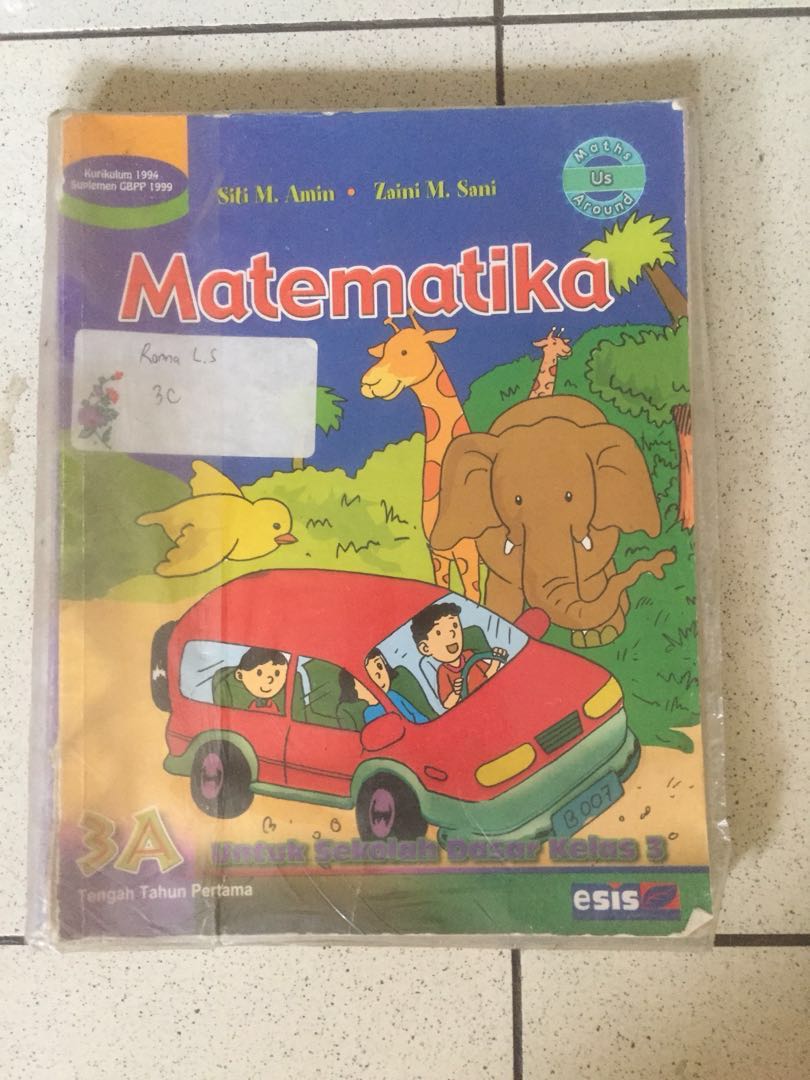 Kurikulum 1994
Suplemen GBPP 1999
Siti M. Amin • Zaini M. Sani
Maths
Us
Around
Matematika
L.S
3C
B 007
3A
Untuk Sekolah Dasar Kelas 3
Tengah Tahun Pertama
esis